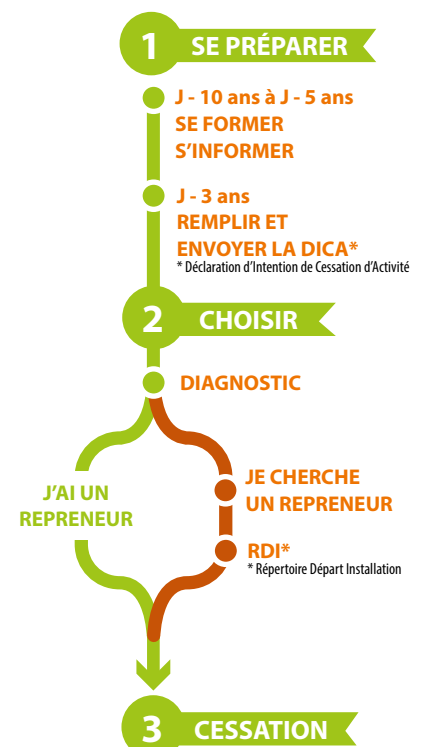 1 SE PRÉPARER
J - 10 ans à J - 5 ans
SE FORMER
S'INFORMER
J - 3 ans
REMPLIR ET
ENVOYER LA DICA*
* Déclaration d'Intention de Cessation d'Activité
2 CHOISIR
DIAGNOSTIC
J'AI UN
REPRENEUR
JE CHERCHE
UN REPRENEUR
RDI*
* Répertoire Départ Installation
3 CESSATION